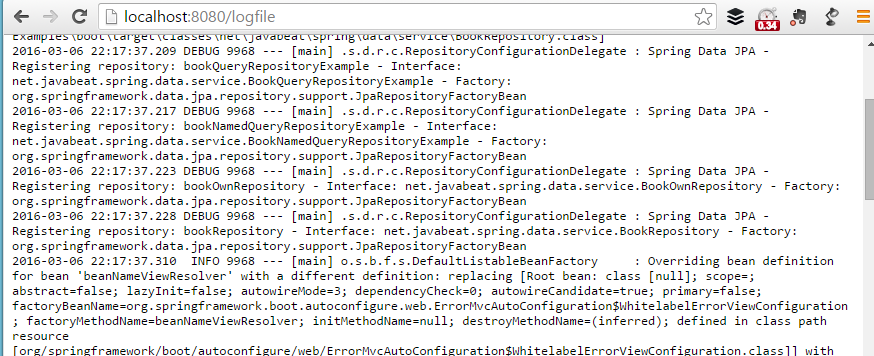 localhost:8080/logfile
0.34
Examples\boot\target\classes\net\javabeat\spring\data\service\BookRepository.class]
2016-03-06 22:17:37.209 DEBUG 9968 --- [main] .s.d.r.c.RepositoryConfigurationDelegate : Spring Data JPA -
Registering repository: bookQueryRepositoryExample - Interface:
net.javabeat.spring.data.service.BookQueryRepositoryExample - Factory:
org.springframework.data.jpa.repository.support.JpaRepositoryFactoryBean
2016-03-06 22:17:37.217 DEBUG 9968 --- [main] .s.d.r.c.RepositoryConfigurationDelegate : Spring Data JPA -
Registering repository: bookNamedQueryRepositoryExample - Interface:
net.javabeat.spring.data.service.BookNamedQueryRepositoryExample - Factory:
org.springframework.data.jpa.repository.support.JpaRepositoryFactoryBean
2016-03-06 22:17:37.223 DEBUG 9968 --- [main] .s.d.r.c.RepositoryConfigurationDelegate : Spring Data JPA -
Registering repository: bookOwnRepository - Interface: net.javabeat.spring.data.service.BookOwnRepository - Factory:
org.springframework.data.jpa.repository.support.JpaRepositoryFactoryBean
2016-03-06 22:17:37.228 DEBUG 9968 --- [main] .s.d.r.c.RepositoryConfigurationDelegate : Spring Data JPA -
Registering repository: bookRepository - Interface: net.javabeat.spring.data.service.BookRepository - Factory:
org.springframework.data.jpa.repository.support.JpaRepositoryFactoryBean
2016-03-06 22:17:37.310  INFO 9968 --- [main] o.s.b.f.s.DefaultListableBeanFactory     : Overriding bean definition
for bean 'beanNameViewResolver' with a different definition: replacing [Root bean: class [null]; scope=;
abstract=false; lazyInit=false; autowireMode=3; dependencyCheck=0; autowireCandidate=true; primary=false;
factoryBeanName=org.springframework.boot.autoconfigure.web.ErrorMvcAutoConfiguration$WhitelabelErrorViewConfiguration
; factoryMethodName=beanNameViewResolver; initMethodName=null; destroyMethodName=(inferred); defined in class path
resource
[org/springframework/boot/autoconfigure/web/ErrorMvcAutoConfiguration$WhitelabelErrorViewConfiguration.class]] with